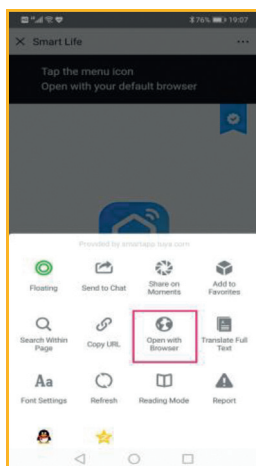 76% 19:07
Smart Life
Tap the menu icon
Open with your default browser
Provided by smartapp.tuya.com
Floating
Send to Chat
Share on
Moments
Add to
Favorites
Search Within
Page
Copy URL
Open with
Browser
Translate Full
Text
Aa
Font Settings
Refresh
Reading Mode
Report